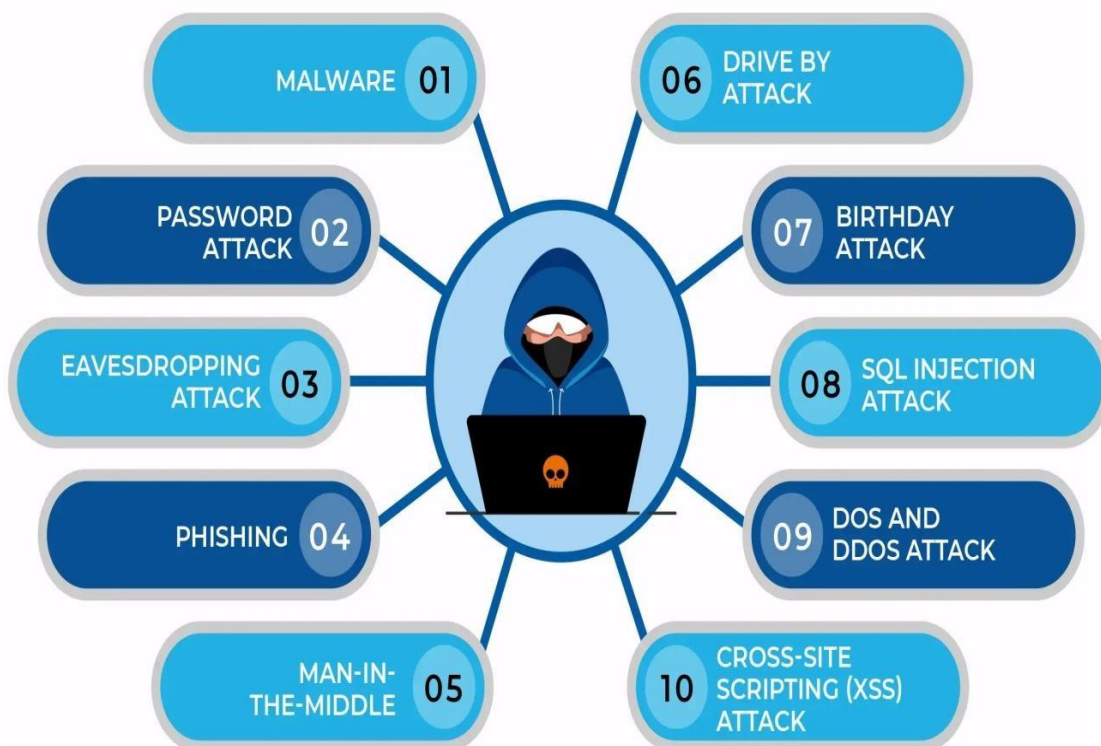 MALWARE 01
PASSWORD
ATTACK 02
EAVESDROPPING
ATTACK 03
PHISHING 04
MAN-IN-
THE-MIDDLE 05
06 DRIVE BY
ATTACK
07 BIRTHDAY
ATTACK
08 SQL INJECTION
ATTACK
09 DOS AND
DDOS ATTACK
10 CROSS-SITE
SCRIPTING (XSS)
ATTACK